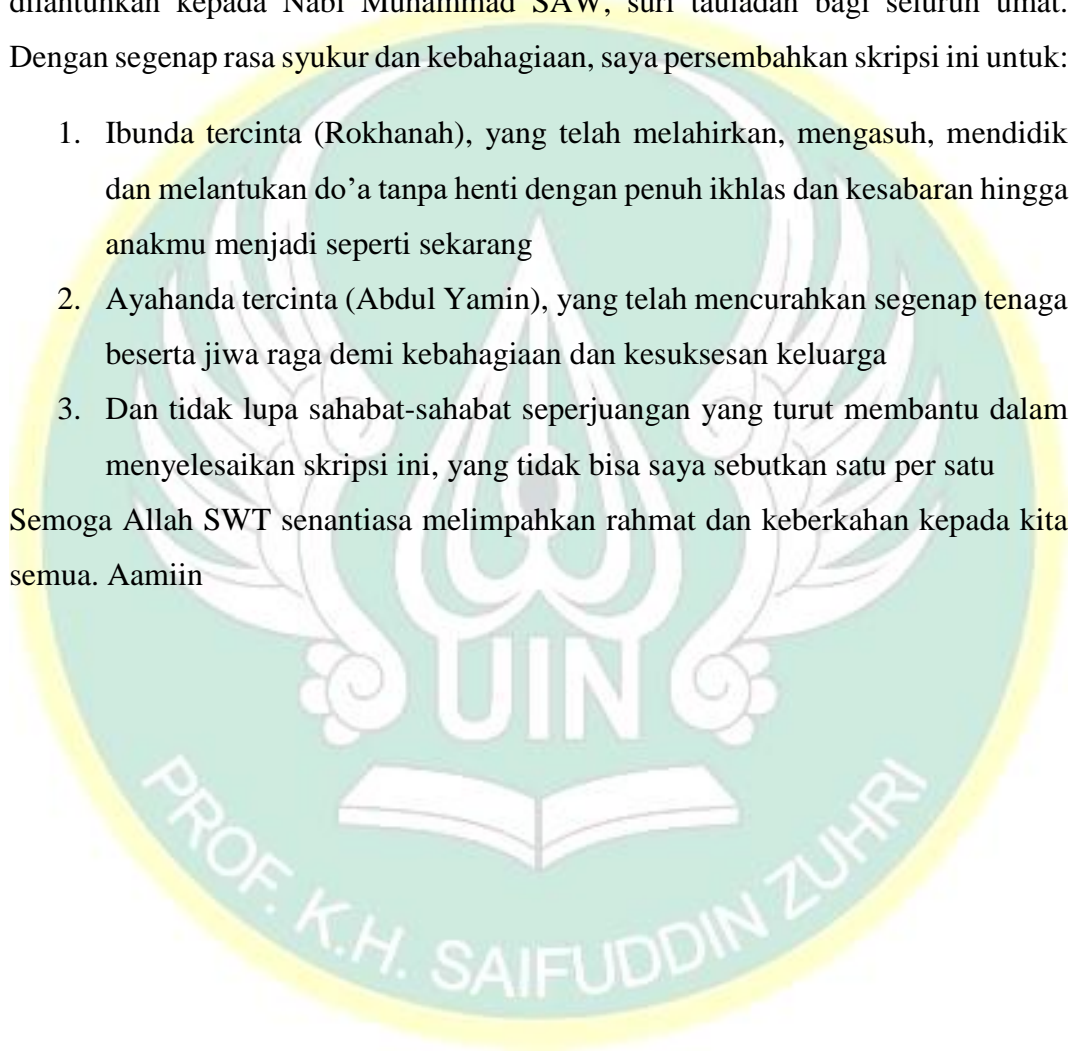 dilantunkan kepada Nabi Muhammad SAW, suri tauladan bagi seluruh umat.
Dengan segenap rasa syukur dan kebahagiaan, saya persembahkan skripsi ini untuk:
1. Ibunda tercinta (Rokhanah), yang telah melahirkan, mengasuh, mendidik
dan melantukan do’a tanpa henti dengan penuh ikhlas dan kesabaran hingga
anakmu menjadi seperti sekarang
2. Ayahanda tercinta (Abdul Yamin), yang telah mencurahkan segenap tenaga
beserta jiwa raga demi kebahagiaan dan kesuksesan keluarga
3. Dan tidak lupa sahabat-sahabat seperjuangan yang turut membantu dalam
menyelesaikan skripsi ini, yang tidak bisa saya sebutkan satu per satu
Semoga Allah SWT senantiasa melimpahkan rahmat dan keberkahan kepada kita
semua. Aamiin
UIN
PROF. K.H. SAIFUDDIN ZUHRI